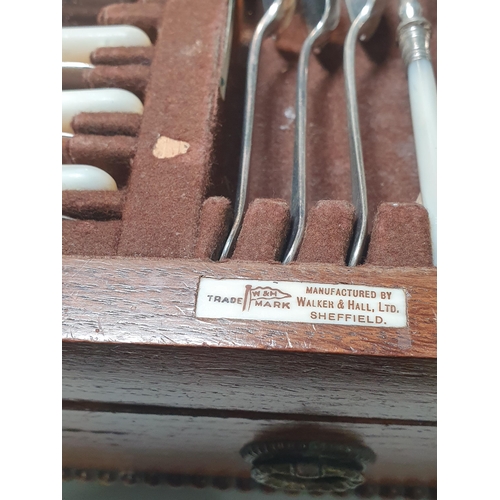 TRADE W&H MARK
MANUFACTURED BY
WALKER & HALL, LTD.
SHEFFIELD.